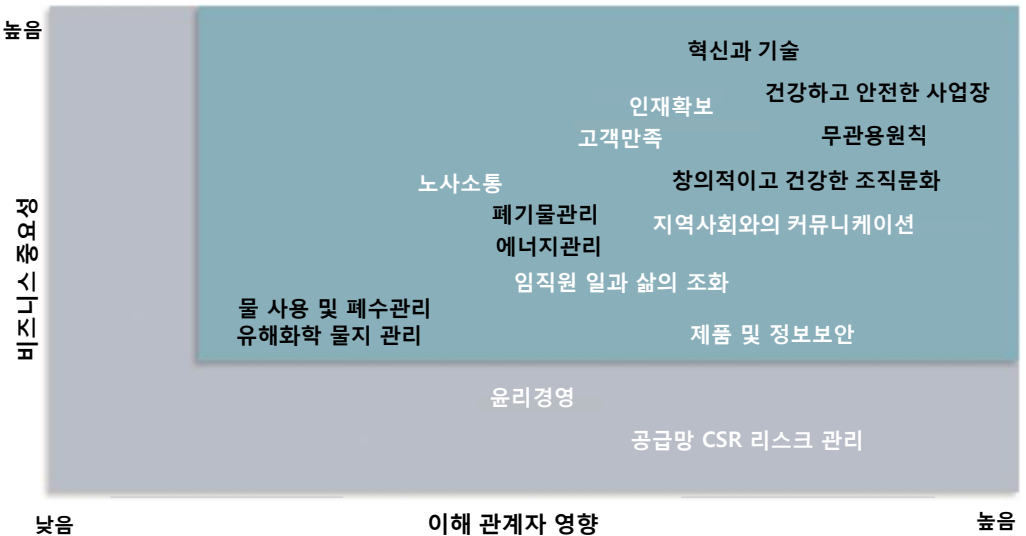 높음
혁신과 기술
건강하고 안전한 사업장
인재확보
고객만족
무관용원칙
노사소통
창의적이고 건강한 조직문화
폐기물관리
지역사회와의 커뮤니케이션
에너지관리
임직원 일과 삶의 조화
물 사용 및 폐수관리
유해화학 물지 관리
제품 및 정보보안
비즈니스 중요성
윤리경영
공급망 CSR 리스크 관리
낮음
이해 관계자 영향
높음